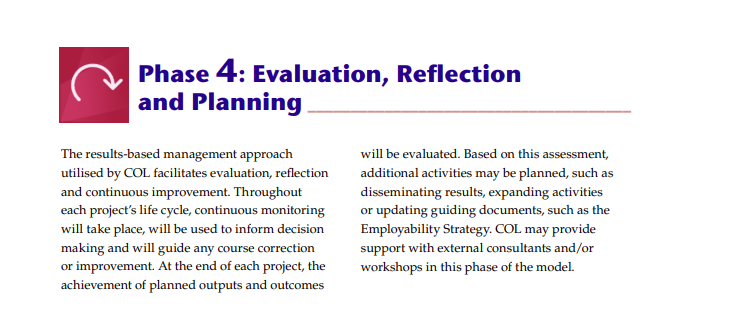 Phase 4: Evaluation, Reflection
and Planning
The results-based management approach
utilised by COL facilitates evaluation, reflection
and continuous improvement. Throughout
each project's life cycle, continuous monitoring
will take place, will be used to inform decision
making and will guide any course correction
or improvement. At the end of each project, the
achievement of planned outputs and outcomes
will be evaluated. Based on this assessment,
additional activities may be planned, such as
disseminating results, expanding activities
or updating guiding documents, such as the
Employability Strategy. COL may provide
support with external consultants and/or
workshops in this phase of the model.